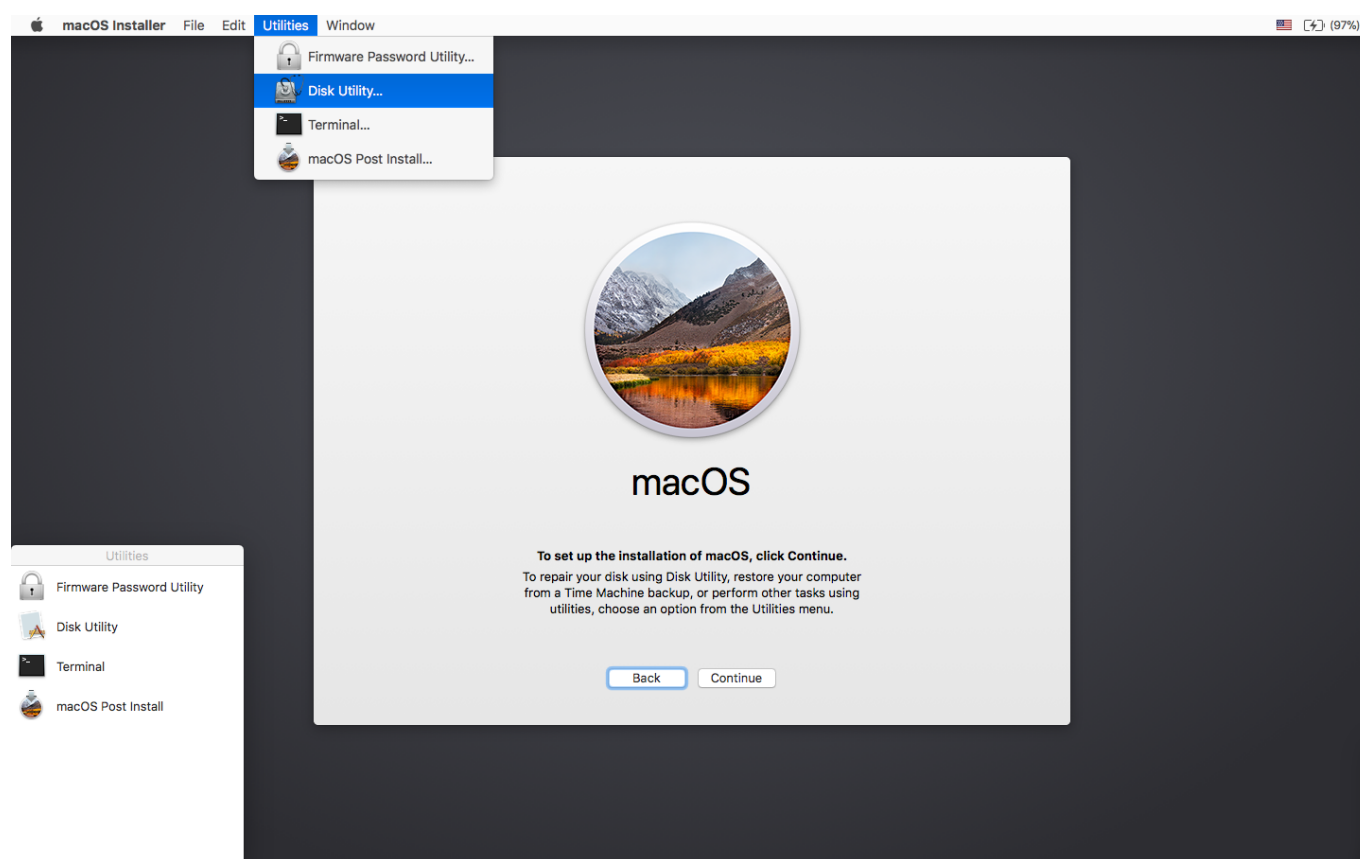 macOS Installer File Edit Utilities Window (97%)
Firmware Password Utility...
Disk Utility...
Terminal...
macOS Post Install...
macOS
To set up the installation of macOS, click Continue.
To repair your disk using Disk Utility, restore your computer
from a Time Machine backup, or perform other tasks using
utilities, choose an option from the Utilities menu.
Back Continue
Utilities
Firmware Password Utility
Disk Utility
Terminal
macOS Post Install